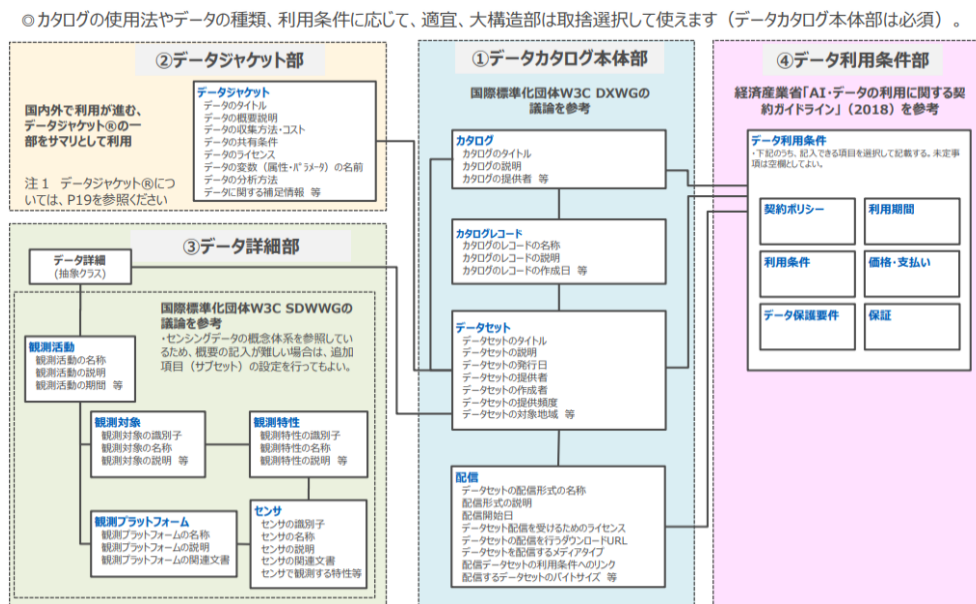 ◎カタログの使用法やデータの種類、利用条件に応じて、適宜、大構造部は取捨選択して使えます（データカタログ本体部は必須）。
②データジャケット部
国内外で利用が進む、
データジャケット®の一
部をサマリとして利用
注１ データジャケット®につ
いては、P19を参照ください
データジャケット
データのタイトル
データの概要説明
データの収集方法・コスト
データの共有条件
データのライセンス
データの変数（属性・ﾊﾟﾗﾒｰﾀ）の名前
データの分析方法
データに関する補足情報 等
③データ詳細部
データ詳細
(抽象クラス)
国際標準化団体W3C SDWWGの
議論を参考
・センシングデータの概念体系を参照してい
るため、概要の記入が難しい場合は、追加
項目（サブセット）の設定を行ってもよい。
観測活動
観測活動の名称
観測活動の説明
観測活動の期間 等
観測対象
観測対象の識別子
観測対象の名称
観測対象の説明 等
観測特性
観測特性の識別子
観測特性の名称
観測特性の説明 等
観測プラットフォーム
観測プラットフォームの名称
観測プラットフォームの説明
観測プラットフォームの関連文書
センサ
センサの識別子
センサの名称
センサの説明
センサの関連文書
センサで観測する特性等
①データカタログ本体部
国際標準化団体W3C DXWGの
議論を参考
カタログ
カタログのタイトル
カタログの説明
カタログの提供者 等
カタログレコード
カタログのレコードの名称
カタログのレコードの説明
カタログのレコードの作成日 等
データセット
データセットのタイトル
データセットの説明
データセットの発行日
データセットの提供者
データセットの作成者
データセットの提供頻度
データセットの対象地域 等
配信
データセットの配信形式の名称
配信形式の説明
配信開始日
データセット配信を受けるためのライセンス
データセットの配信を行うダウンロードURL
データセットを配信するメディアタイプ
配信データセットの利用条件へのリンク
配信するデータセットのバイトサイズ 等
④データ利用条件部
経済産業省「AI・データの利用に関する契
約ガイドライン」（2018）を参考
データ利用条件
・下記のうち、記入できる項目を選択して記載する。未定事
項は空欄としてよい。
契約ポリシー
利用期間
利用条件
価格・支払い
データ保護要件
保証